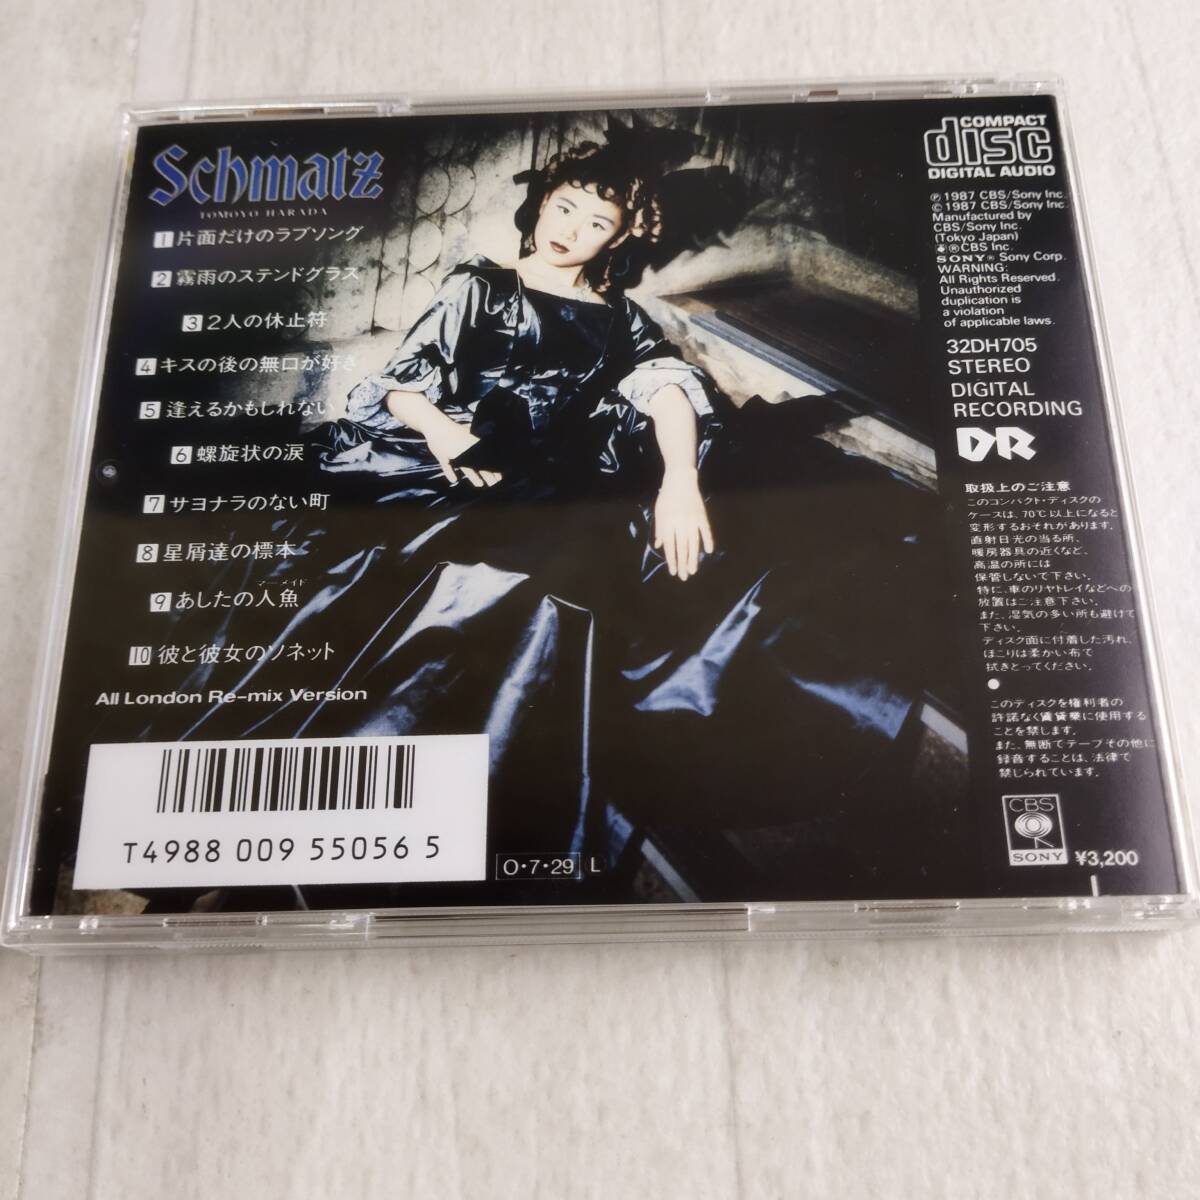 Schmatz
TOMOYO HARADA
1 片面だけのラブソング
2 霧雨のステンドグラス
3 2人の休止符
4 キスの後の無口が好き
5 逢えるかもしれない
6 螺旋状の涙
7 サヨナラのない町
8 星屑達の標本
マーメイド
9 あしたの人魚
10 彼と彼女のソネット
All London Re-mix Version
T4988 009 55056 5
O・7・29 L
COMPACT
disc
DIGITAL AUDIO
℗ 1987 CBS/Sony Inc.
© 1987 CBS/Sony Inc.
Manufactured by
CBS/Sony Inc.
(Tokyo Japan)
® CBS Inc.
SONY® Sony Corp.
WARNING:
All Rights Reserved.
Unauthorized
duplication is
a violation
of applicable laws.
32DH705
STEREO
DIGITAL
RECORDING
DR
取扱上のご注意
このコンパクト・ディスクの
ケースは、70℃以上になると
変形するおそれがあります。
直射日光の当る所、
暖房器具の近くなど、
高温の所には
保管しないで下さい。
特に、車のリヤトレイなどへの
放置はご注意下さい。
また、湿気の多い所も避けて
下さい。
ディスク面に付着した汚れ、
ほこりは柔かい布で
拭きとってください。
●
このディスクを権利者の
許諾なく賃貸業に使用する
ことを禁じます。
また、無断でテープその他に
録音することは、法律で
禁じられています。
CBS
SONY
¥3,200